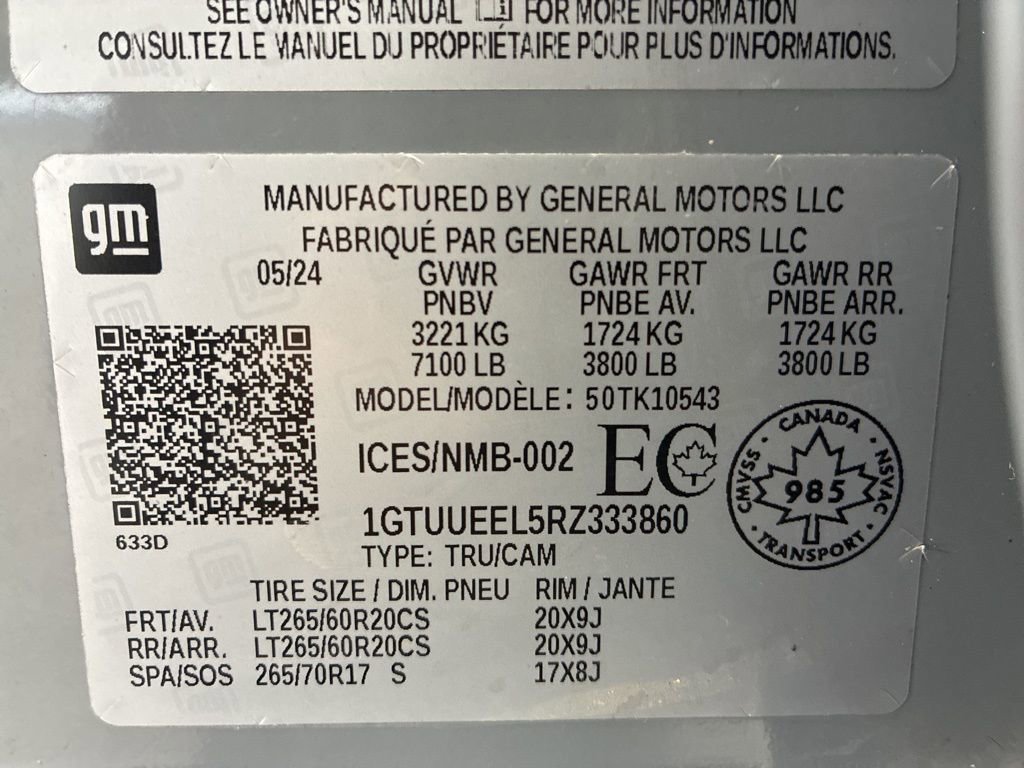 SEE OWNER'S MANUAL FOR MORE INFORMATION
CONSULTEZ LE MANUEL DU PROPRIÉTAIRE POUR PLUS D'INFORMATIONS.
gm
MANUFACTURED BY GENERAL MOTORS LLC
FABRIQUÉ PAR GENERAL MOTORS LLC
05/24 GVWR GAWR FRT GAWR RR
PNBV PNBE AV. PNBE ARR.
3221 KG 1724 KG 1724 KG
7100 LB 3800 LB 3800 LB
MODEL/MODÈLE: 50TK10543
ICES/NMB-002 EC
CANADA
CMVSS 985 NSVAC
TRANSPORT
1GTUUEEL5RZ333860
633D
TYPE: TRU/CAM
TIRE SIZE / DIM. PNEU RIM / JANTE
FRT/AV. LT265/60R20CS 20X9J
RR/ARR. LT265/60R20CS 20X9J
SPA/SOS 265/70R17 S 17X8J